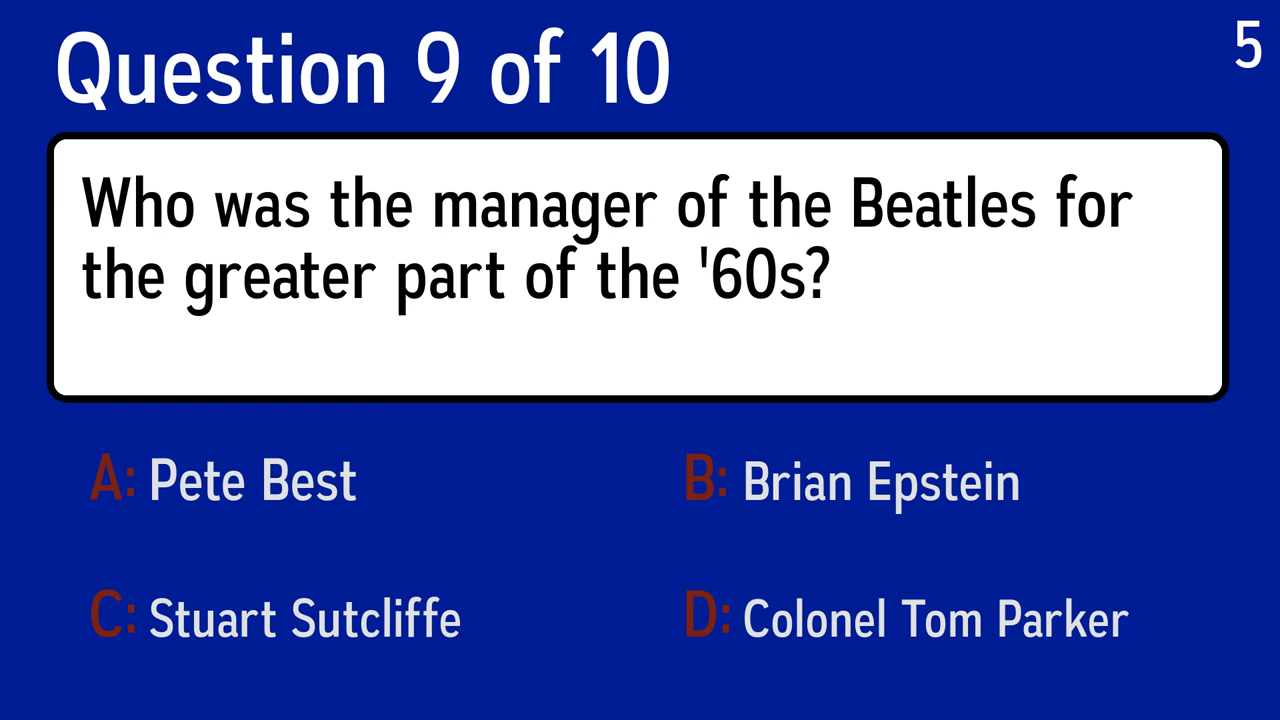 Question 9 of 10
5
Who was the manager of the Beatles for
the greater part of the '60s?
A: Pete Best
B: Brian Epstein
C: Stuart Sutcliffe
D: Colonel Tom Parker